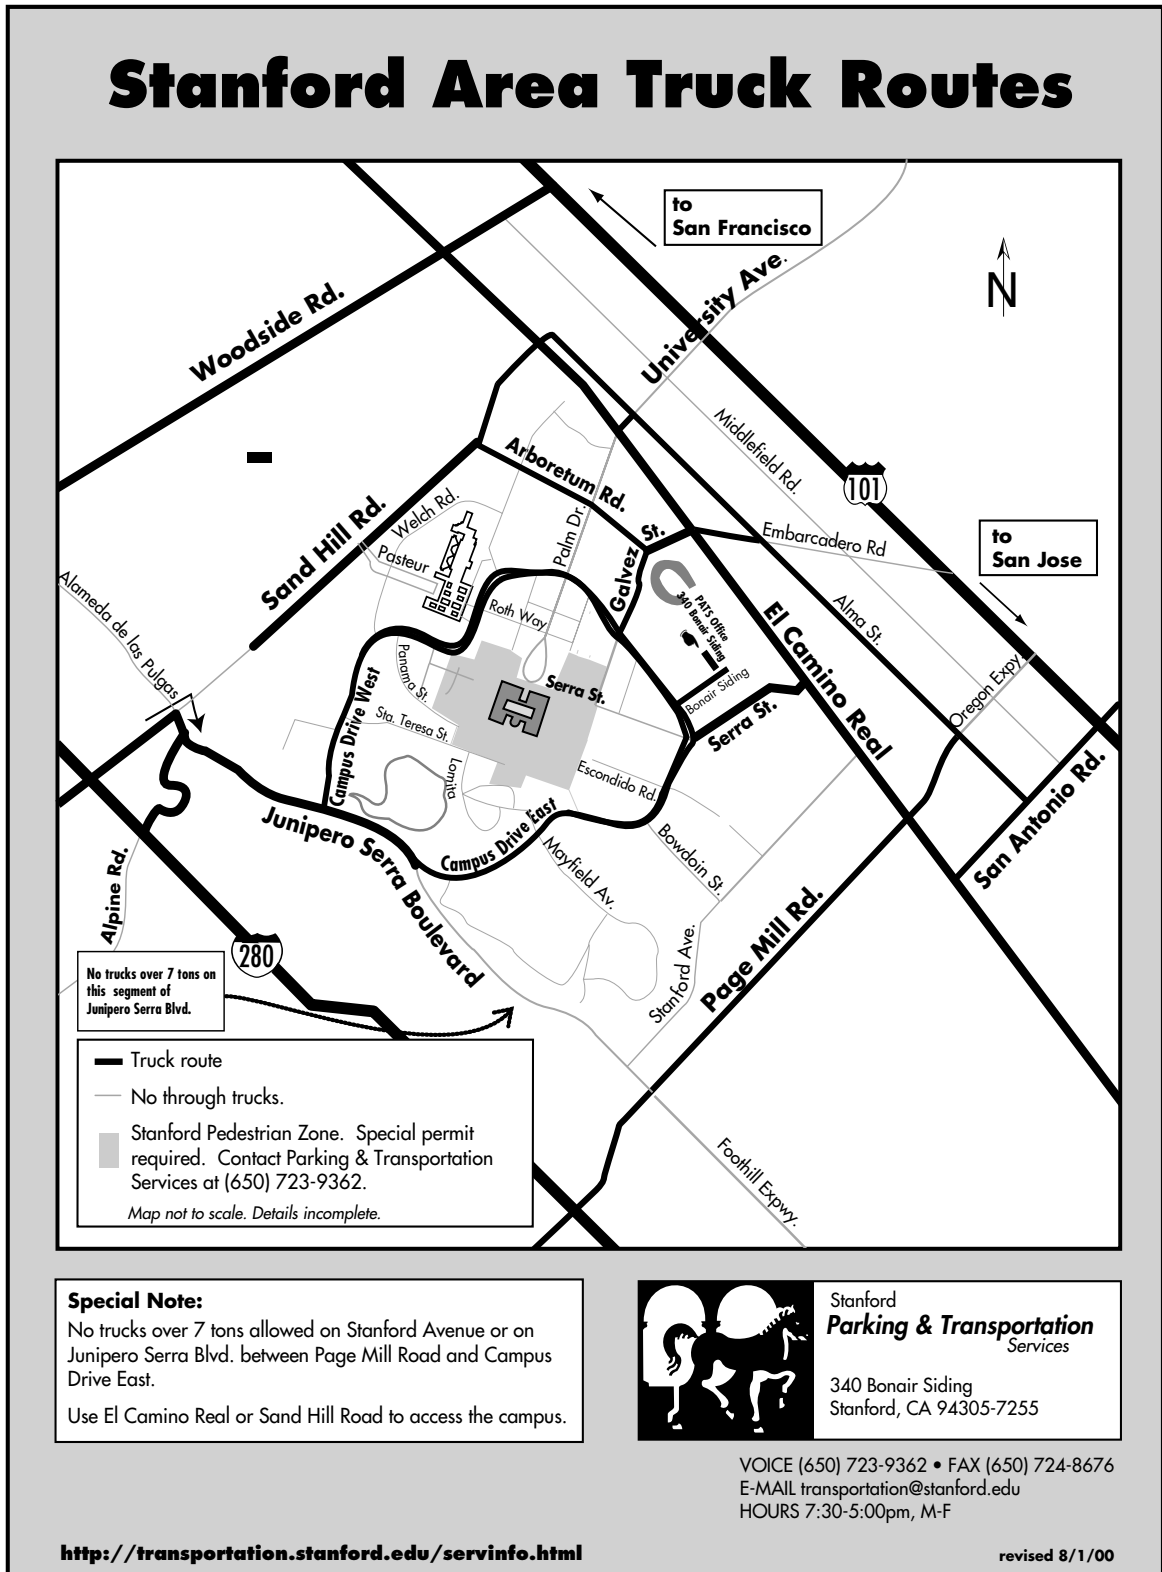 Stanford Area Truck Routes
to
San Francisco
N
University Ave.
Woodside Rd.
Middlefield Rd.
101
Arboretum Rd.
Embarcadero Rd
to
San Jose
Welch Rd.
Sand Hill Rd.
Pasteur
Palm Dr.
Galvez
St.
PATS Office
340 Bonair Siding
Alma St.
El Camino Real
Alameda de las Pulgas
Roth Way
Panama St.
Serra St.
Bonair Siding
Serra St.
Oregon Expy.
Campus Drive West
Sta. Teresa St.
Lomita
Escondido Rd.
San Antonio Rd.
Junipero Serra Boulevard
Campus Drive East
Mayfield Av.
Bowdoin St.
Alpine Rd.
Page Mill Rd.
Stanford Ave.
280
No trucks over 7 tons on
this segment of
Junipero Serra Blvd.
Truck route
No through trucks.
Stanford Pedestrian Zone. Special permit
required. Contact Parking & Transportation
Services at (650) 723-9362.
Map not to scale. Details incomplete.
Foothill Expwy.
Special Note:
No trucks over 7 tons allowed on Stanford Avenue or on
Junipero Serra Blvd. between Page Mill Road and Campus
Drive East.
Use El Camino Real or Sand Hill Road to access the campus.
Stanford
Parking & Transportation
Services
340 Bonair Siding
Stanford, CA 94305-7255
VOICE (650) 723-9362 • FAX (650) 724-8676
E-MAIL transportation@stanford.edu
HOURS 7:30-5:00pm, M-F
http://transportation.stanford.edu/servinfo.html
revised 8/1/00